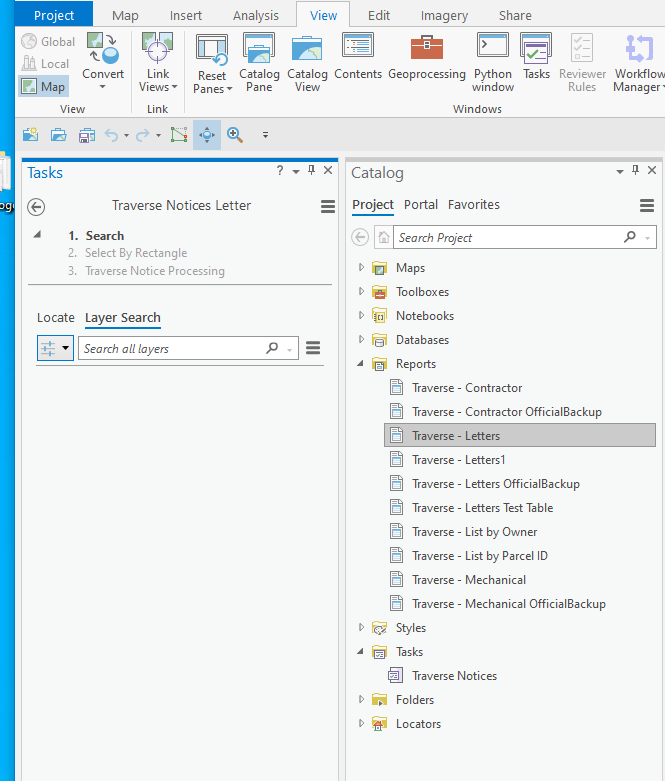 Project Map Insert Analysis View Edit Imagery Share
Global
Local
Map
Convert
Link Views
Reset Panes
Catalog Pane
Catalog View
Contents
Geoprocessing
Python window
Tasks
Reviewer Rules
Workflow Manager
View Link Windows
Tasks
?
Traverse Notices Letter
1. Search
2. Select By Rectangle
3. Traverse Notice Processing
Locate Layer Search
Search all layers
Catalog
Project Portal Favorites
Search Project
Maps
Toolboxes
Notebooks
Databases
Reports
Traverse - Contractor
Traverse - Contractor OfficialBackup
Traverse - Letters
Traverse - Letters1
Traverse - Letters OfficialBackup
Traverse - Letters Test Table
Traverse - List by Owner
Traverse - List by Parcel ID
Traverse - Mechanical
Traverse - Mechanical OfficialBackup
Styles
Tasks
Traverse Notices
Folders
Locators